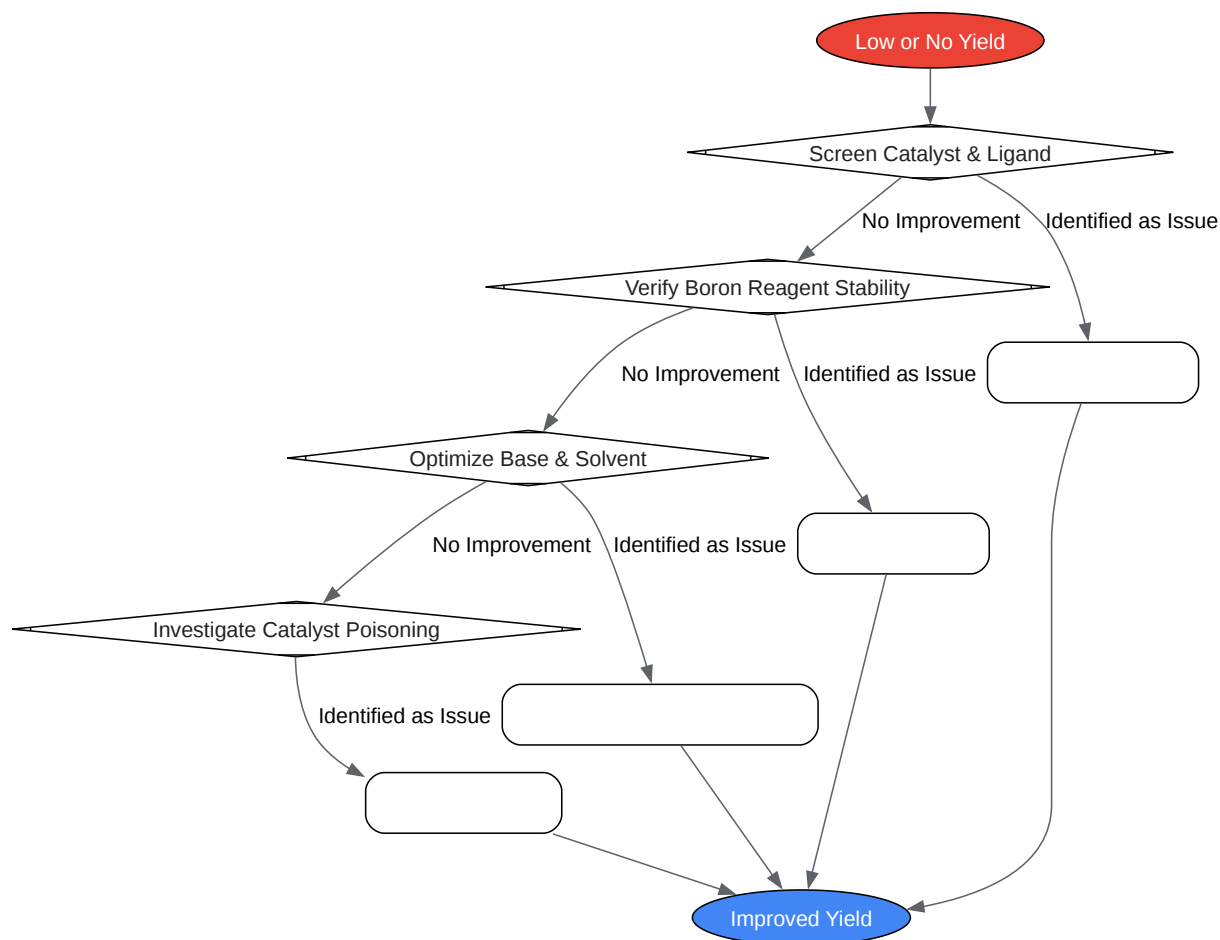 Low or No Yield
Screen Catalyst & Ligand
No Improvement
Identified as Issue
Verify Boron Reagent Stability
No Improvement
Identified as Issue
Optimize Base & Solvent
No Improvement
Identified as Issue
Investigate Catalyst Poisoning
Identified as Issue
Improved Yield